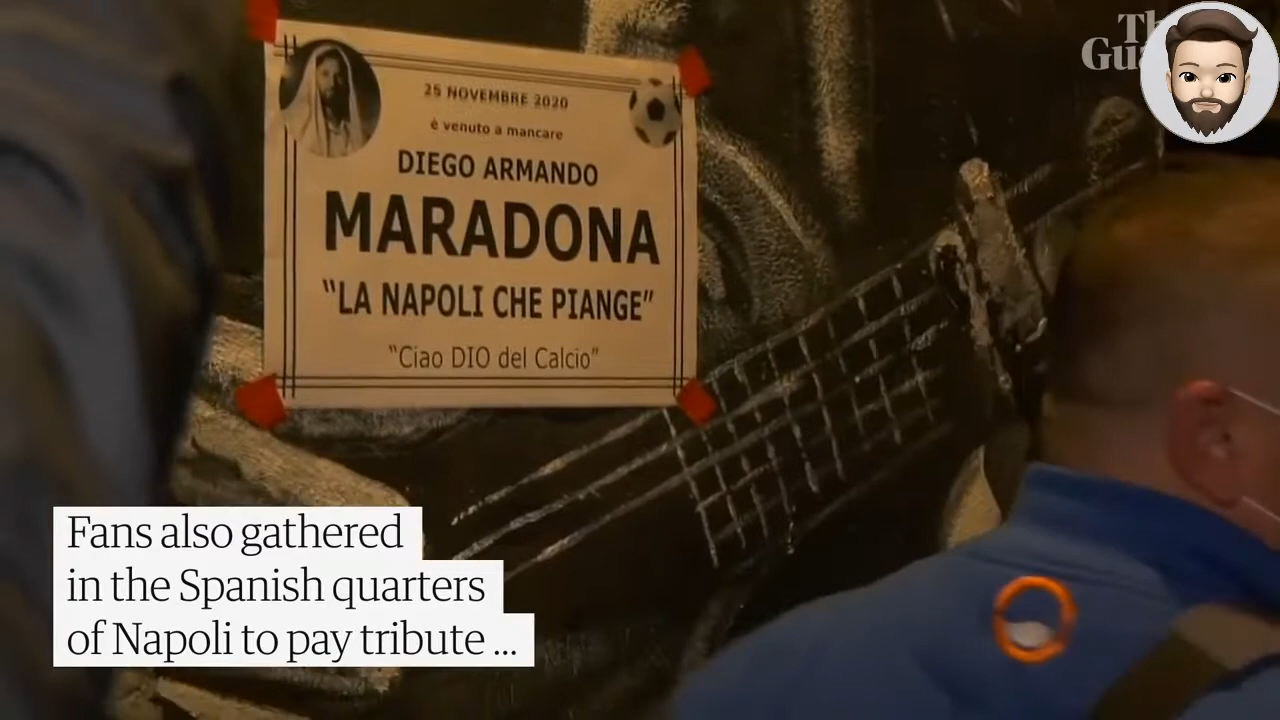 25 NOVEMBRE 2020
è venuto a mancare
DIEGO ARMANDO
MARADONA
“LA NAPOLI CHE PIANGE”
“Ciao DIO del Calcio”
Fans also gathered
in the Spanish quarters
of Napoli to pay tribute ...